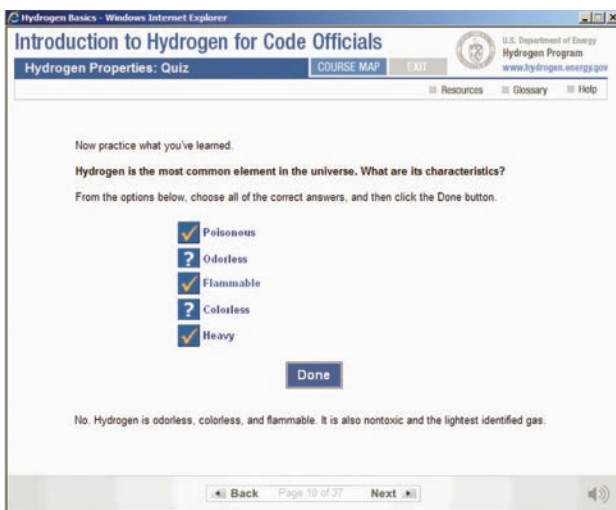 Hydrogen Basics - Windows Internet Explorer
Introduction to Hydrogen for Code Officials
U.S. Department of Energy
Hydrogen Program
www.hydrogen.energy.gov
Hydrogen Properties: Quiz
COURSE MAP
EXIT
Resources
Glossary
Help
Now practice what you've learned.
Hydrogen is the most common element in the universe. What are its characteristics?
From the options below, choose all of the correct answers, and then click the Done button.
Poisonous
? Odorless
Flammable
? Colorless
Heavy
Done
No. Hydrogen is odorless, colorless, and flammable. It is also nontoxic and the lightest identified gas.
Back Page 10 of 37 Next